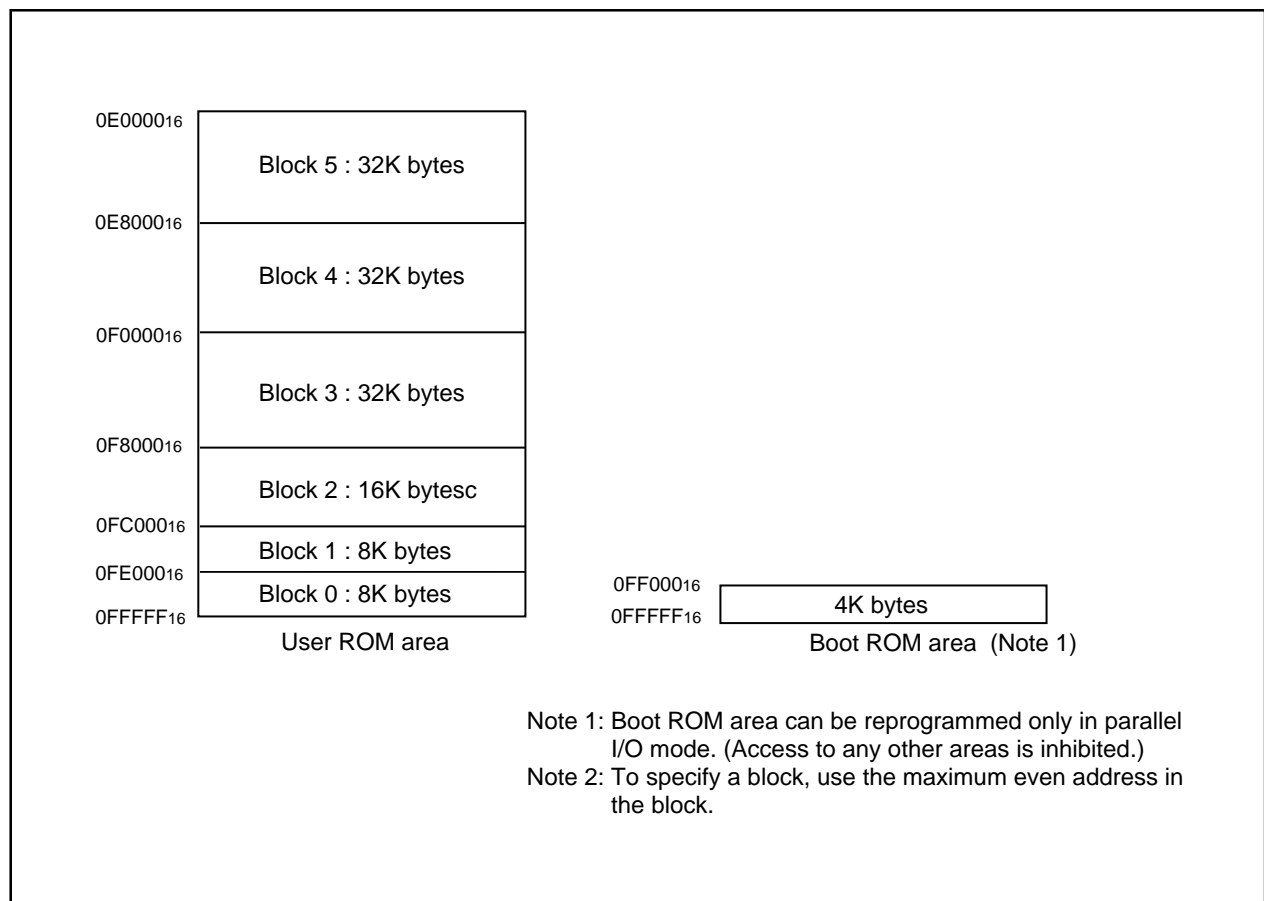 0E000016
Block 5 : 32K bytes
0E800016
Block 4 : 32K bytes
0F000016
Block 3 : 32K bytes
0F800016
Block 2 : 16K bytesc
0FC00016
Block 1 : 8K bytes
0FE00016
Block 0 : 8K bytes
0FFFFF16
User ROM area
0FF00016
4K bytes
0FFFFF16
Boot ROM area (Note 1)
Note 1: Boot ROM area can be reprogrammed only in parallel
I/O mode. (Access to any other areas is inhibited.)
Note 2: To specify a block, use the maximum even address in
the block.